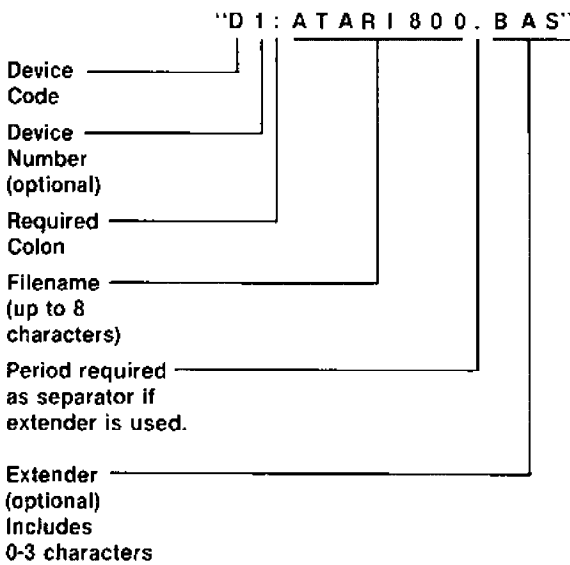 "D1:ATARI800.BAS"
Device
Code
Device
Number
(optional)
Required
Colon
Filename
(up to 8
characters)
Period required
as separator if
extender is used.
Extender
(optional)
Includes
0-3 characters